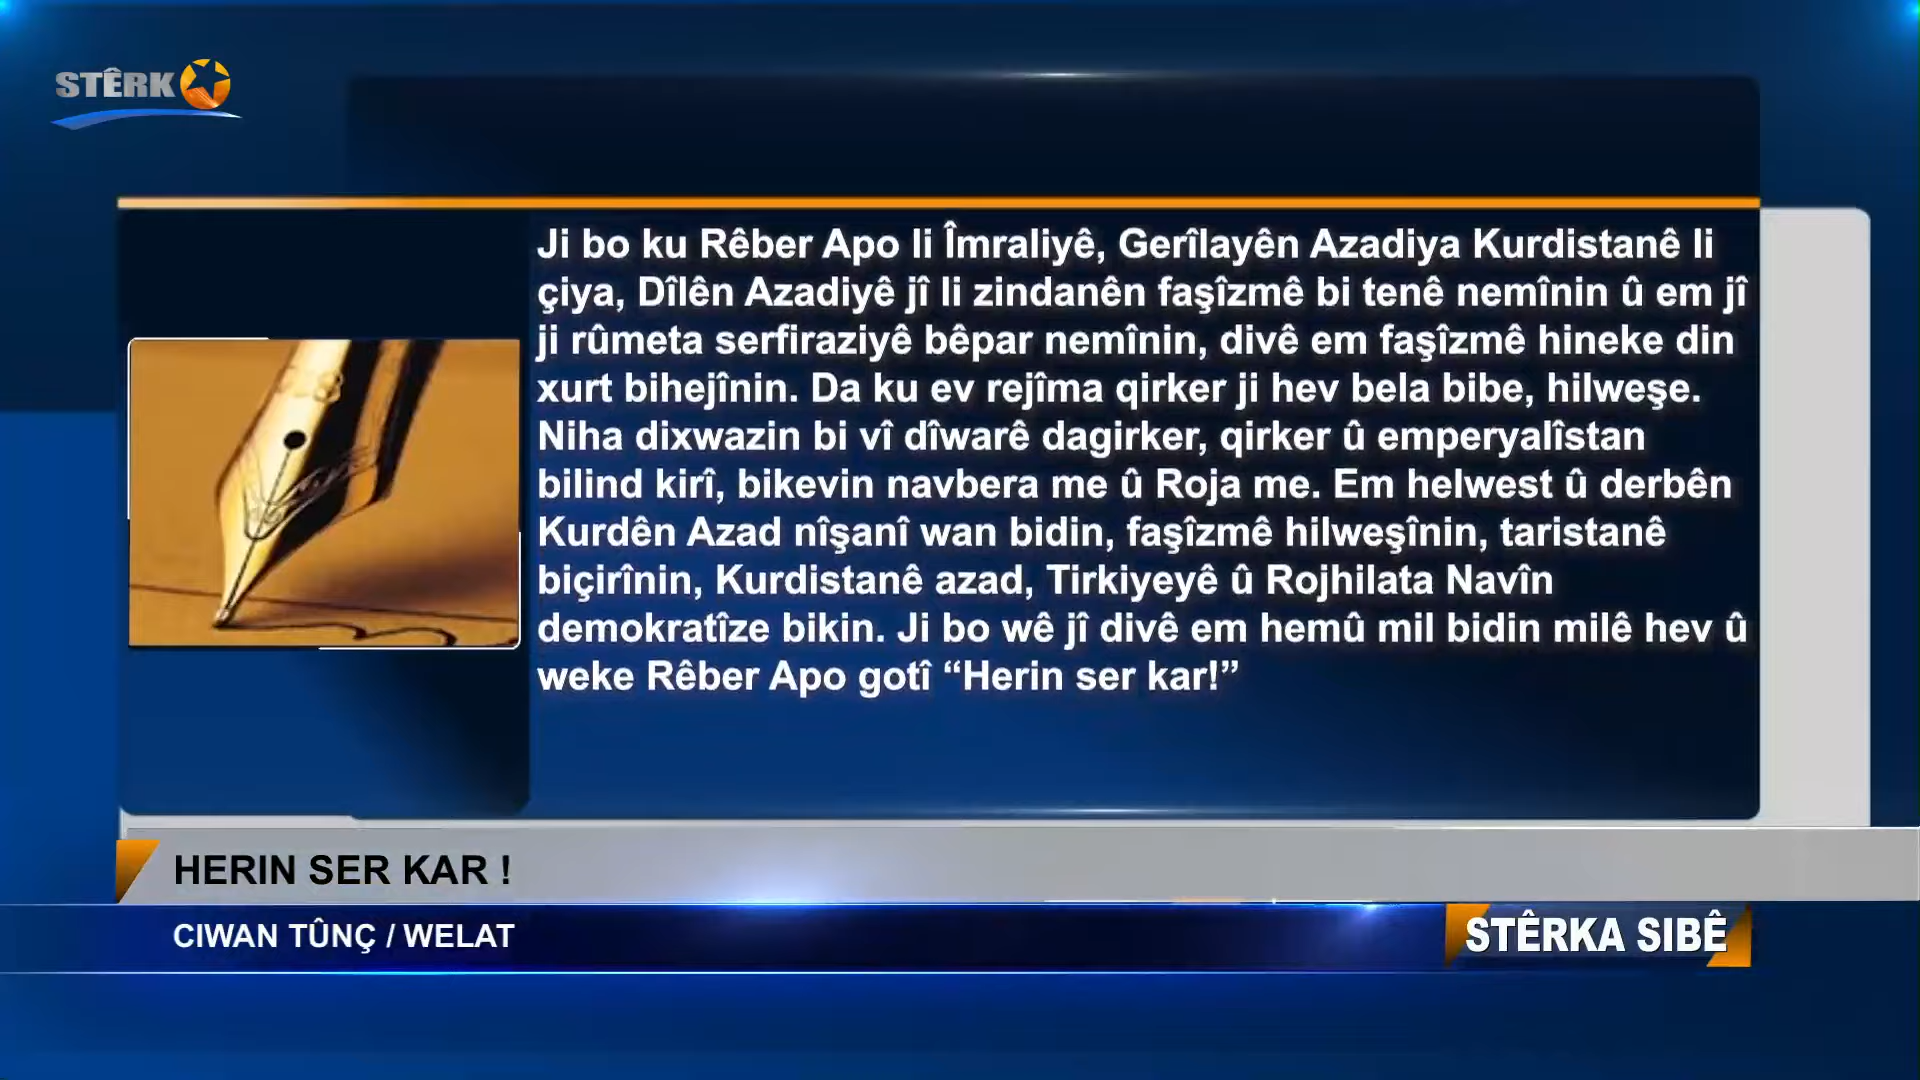 STÊRK
Ji bo ku Rêber Apo li Îmraliyê, Gerîlayên Azadiya Kurdistanê li
çiya, Dîlên Azadiyê jî li zindanên faşîzmê bi tenê nemînin û em jî
ji rûmeta serfiraziyê bêpar nemînin, divê em faşîzmê hineke din
xurt bihejînin. Da ku ev rejîma qirker ji hev bela bibe, hilweşe.
Niha dixwazin bi vî dîwarê dagirker, qirker û emperyalîstan
bilind kirî, bikevin navbera me û Roja me. Em helwest û derbên
Kurdên Azad nîşanî wan bidin, faşîzmê hilweşînin, taristanê
biçirînin, Kurdistanê azad, Tirkiyeyê û Rojhilata Navîn
demokratîze bikin. Ji bo wê jî divê em hemû mil bidin milê hev û
weke Rêber Apo gotî “Herin ser kar!”
HERIN SER KAR !
CIWAN TÛNÇ / WELAT
STÊRKA SIBÊ